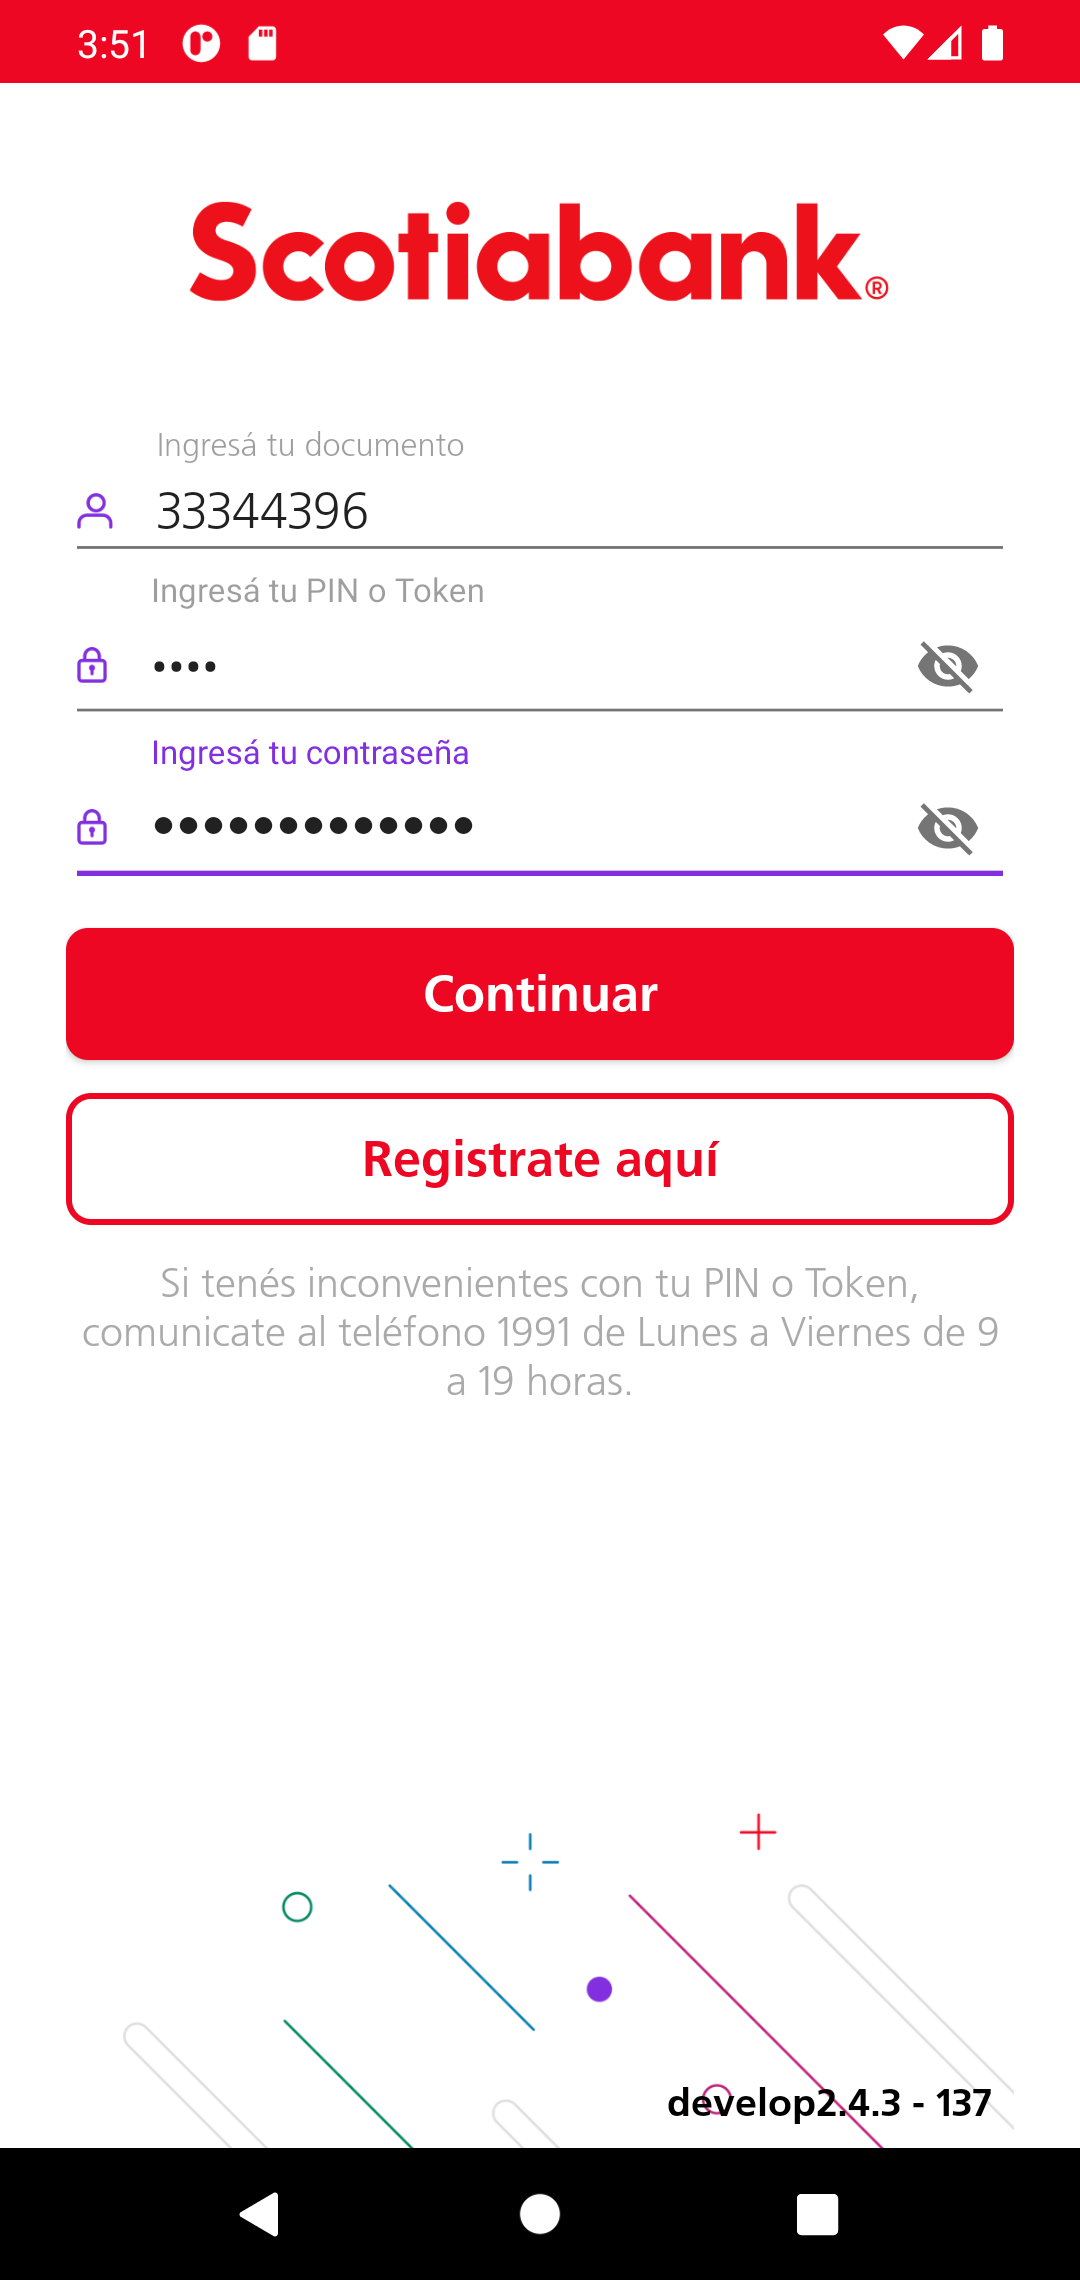 3:51
Scotiabank®
Ingresá tu documento
33344396
Ingresá tu PIN o Token
••••
Ingresá tu contraseña
•••••••••••••
Continuar
Registrate aquí
Si tenés inconvenientes con tu PIN o Token,
comunicate al teléfono 1991 de Lunes a Viernes de 9
a 19 horas.
develop2.4.3 - 137